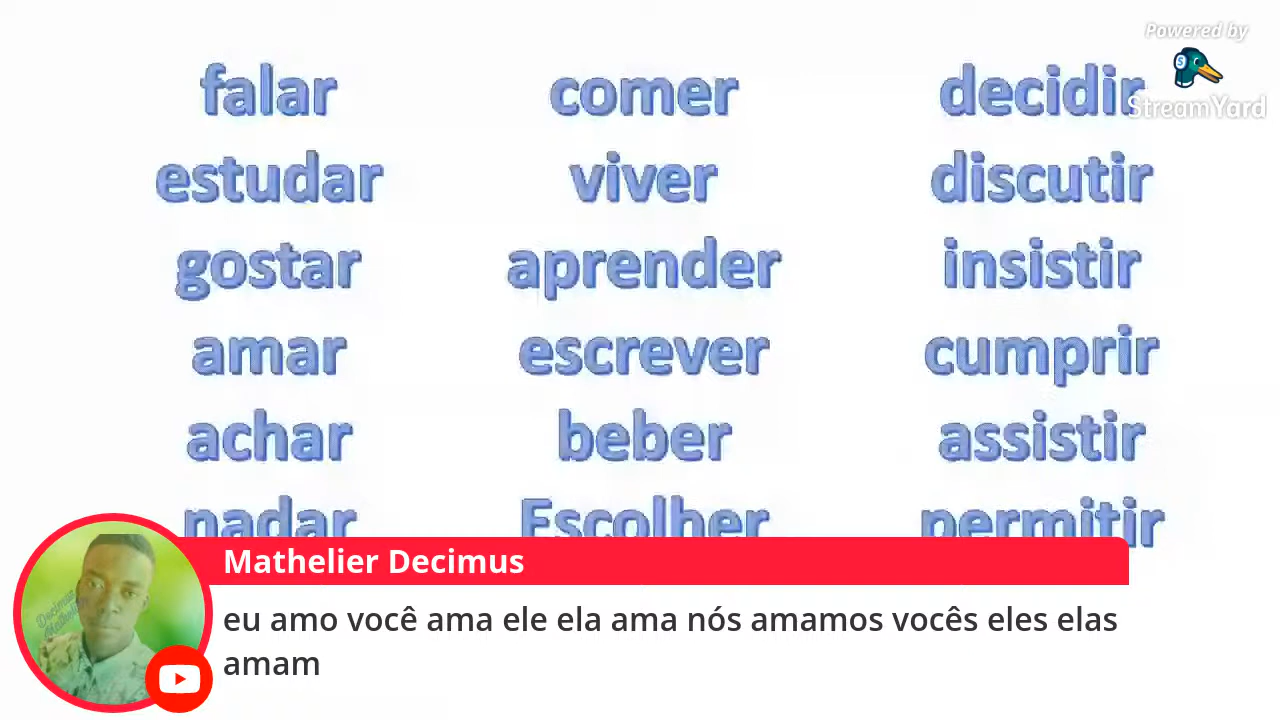 Powered by
StreamYard
falar comer decidir
estudar viver discutir
gostar aprender insistir
amar escrever cumprir
achar beber assistir
nadar Escolher permitir
Mathelier Decimus
eu amo você ama ele ela ama nós amamos vocês eles elas
amam